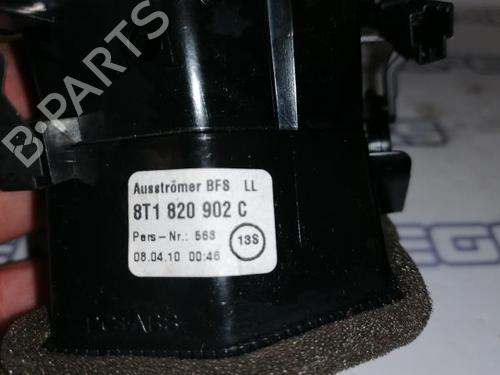 B-PARTS
Ausströmer BFS LL
8T1 820 902 C
Pers-Nr.: 563
13S
08.04.10 00:46